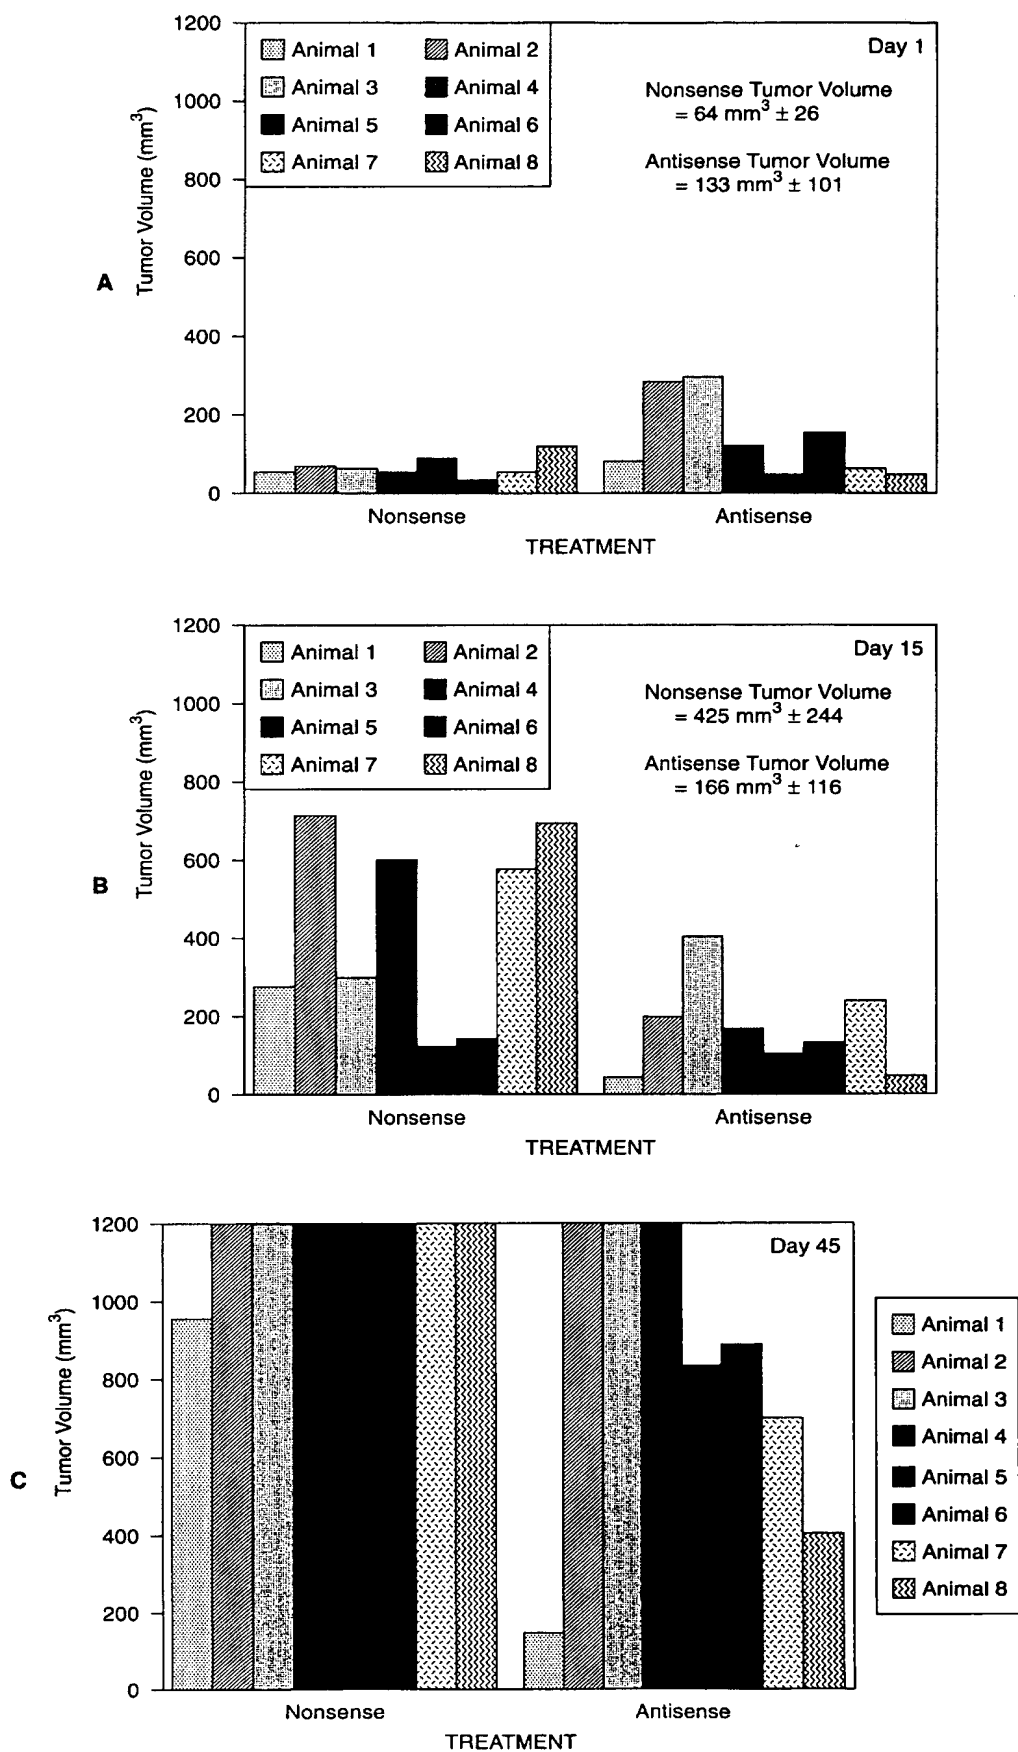 1200
1000
800
600
400
200
0
Tumor Volume (mm³)
A
Animal 1
Animal 2
Animal 3
Animal 4
Animal 5
Animal 6
Animal 7
Animal 8
Day 1
Nonsense Tumor Volume
= 64 mm³ ± 26
Antisense Tumor Volume
= 133 mm³ ± 101
Nonsense
Antisense
TREATMENT
1200
1000
800
600
400
200
0
Tumor Volume (mm³)
B
Animal 1
Animal 2
Animal 3
Animal 4
Animal 5
Animal 6
Animal 7
Animal 8
Day 15
Nonsense Tumor Volume
= 425 mm³ ± 244
Antisense Tumor Volume
= 166 mm³ ± 116
Nonsense
Antisense
TREATMENT
1200
1000
800
600
400
200
0
Tumor Volume (mm³)
C
Day 45
Animal 1
Animal 2
Animal 3
Animal 4
Animal 5
Animal 6
Animal 7
Animal 8
Nonsense
Antisense
TREATMENT